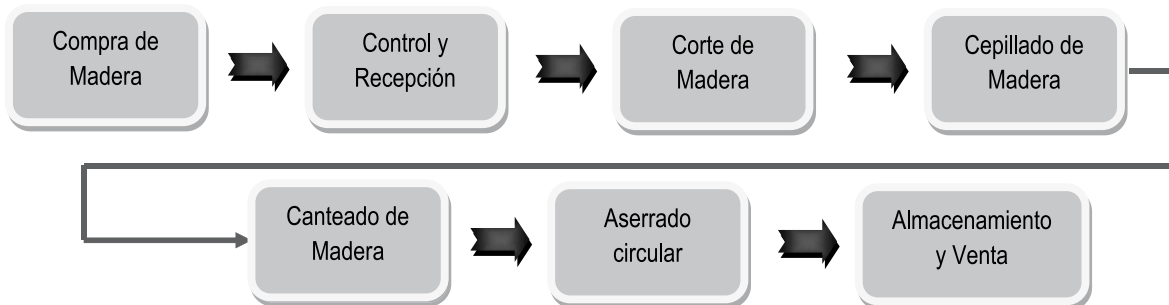 Compra de
Madera
Control y
Recepción
Corte de
Madera
Cepillado de
Madera
Canteado de
Madera
Aserrado
circular
Almacenamiento
y Venta